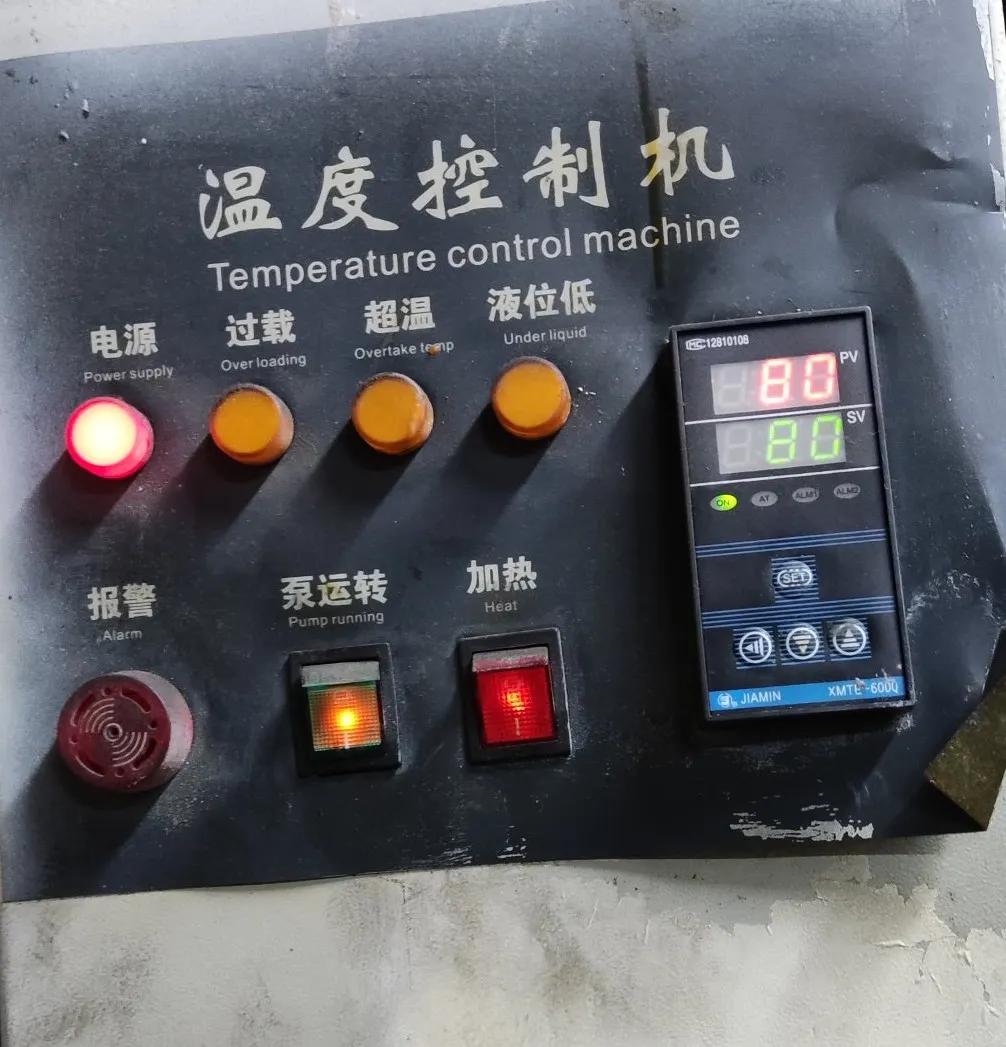 温度控制机
Temperature control machine
电源
Power supply
过载
Over loading
超温
Overtake temp
液位低
Under liquid
MC 12810108
80 PV
80 SV
ON AT ALM1 ALM2
SET
JIAMIN XMTE-6000
报警
Alarm
泵运转
Pump running
加热
Heat